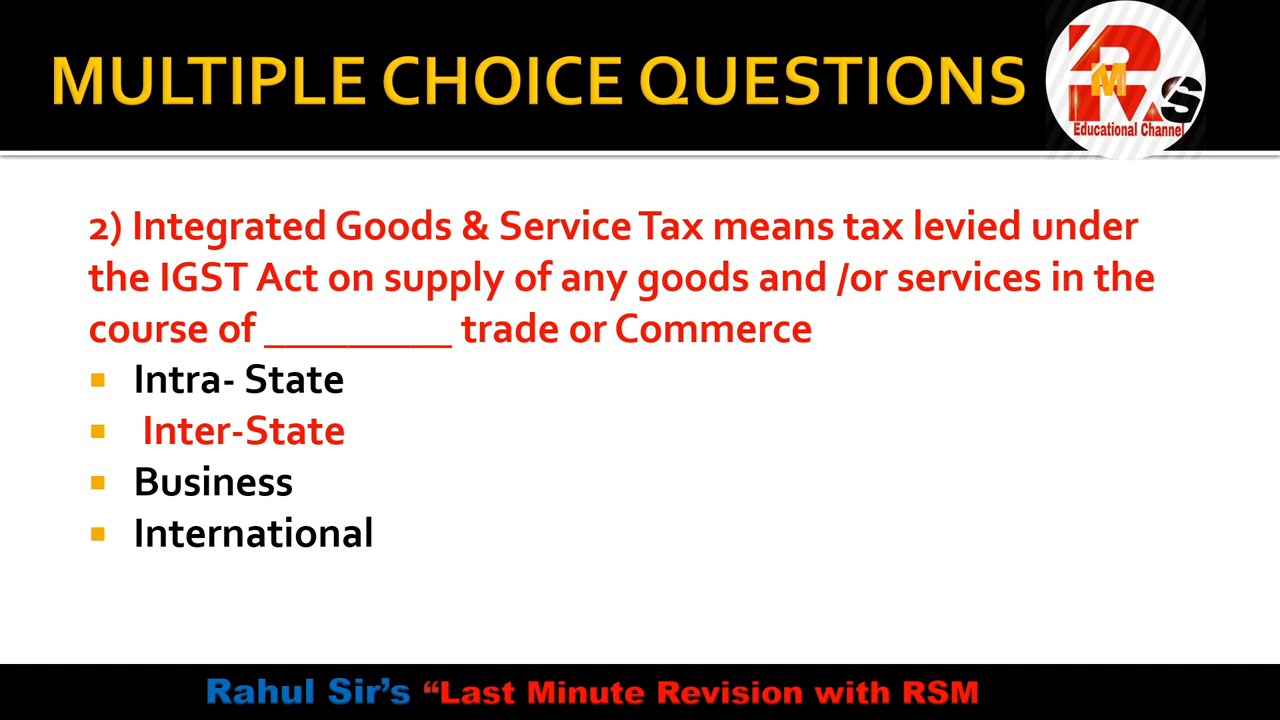 MULTIPLE CHOICE QUESTIONS
R
M
S
Educational Channel
2) Integrated Goods & Service Tax means tax levied under
the IGST Act on supply of any goods and /or services in the
course of _________ trade or Commerce
Intra- State
Inter-State
Business
International
Rahul Sir's "Last Minute Revision with RSM